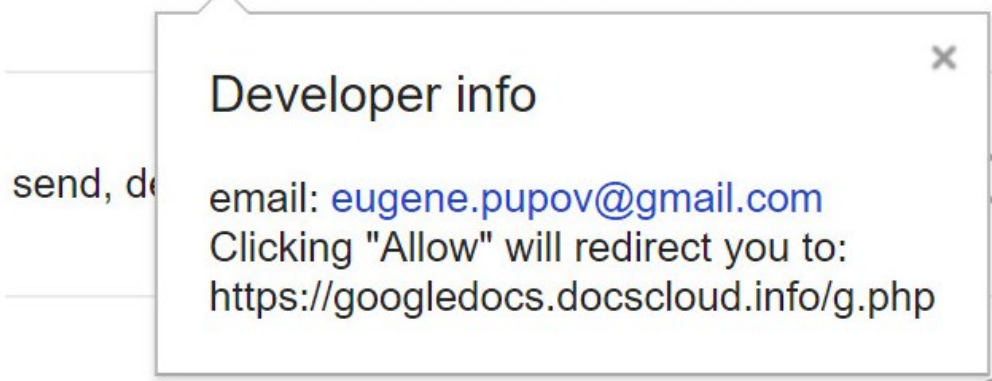 Developer info
send, de
email: eugene.pupov@gmail.com
Clicking "Allow" will redirect you to:
https://googledocs.docscloud.info/g.php